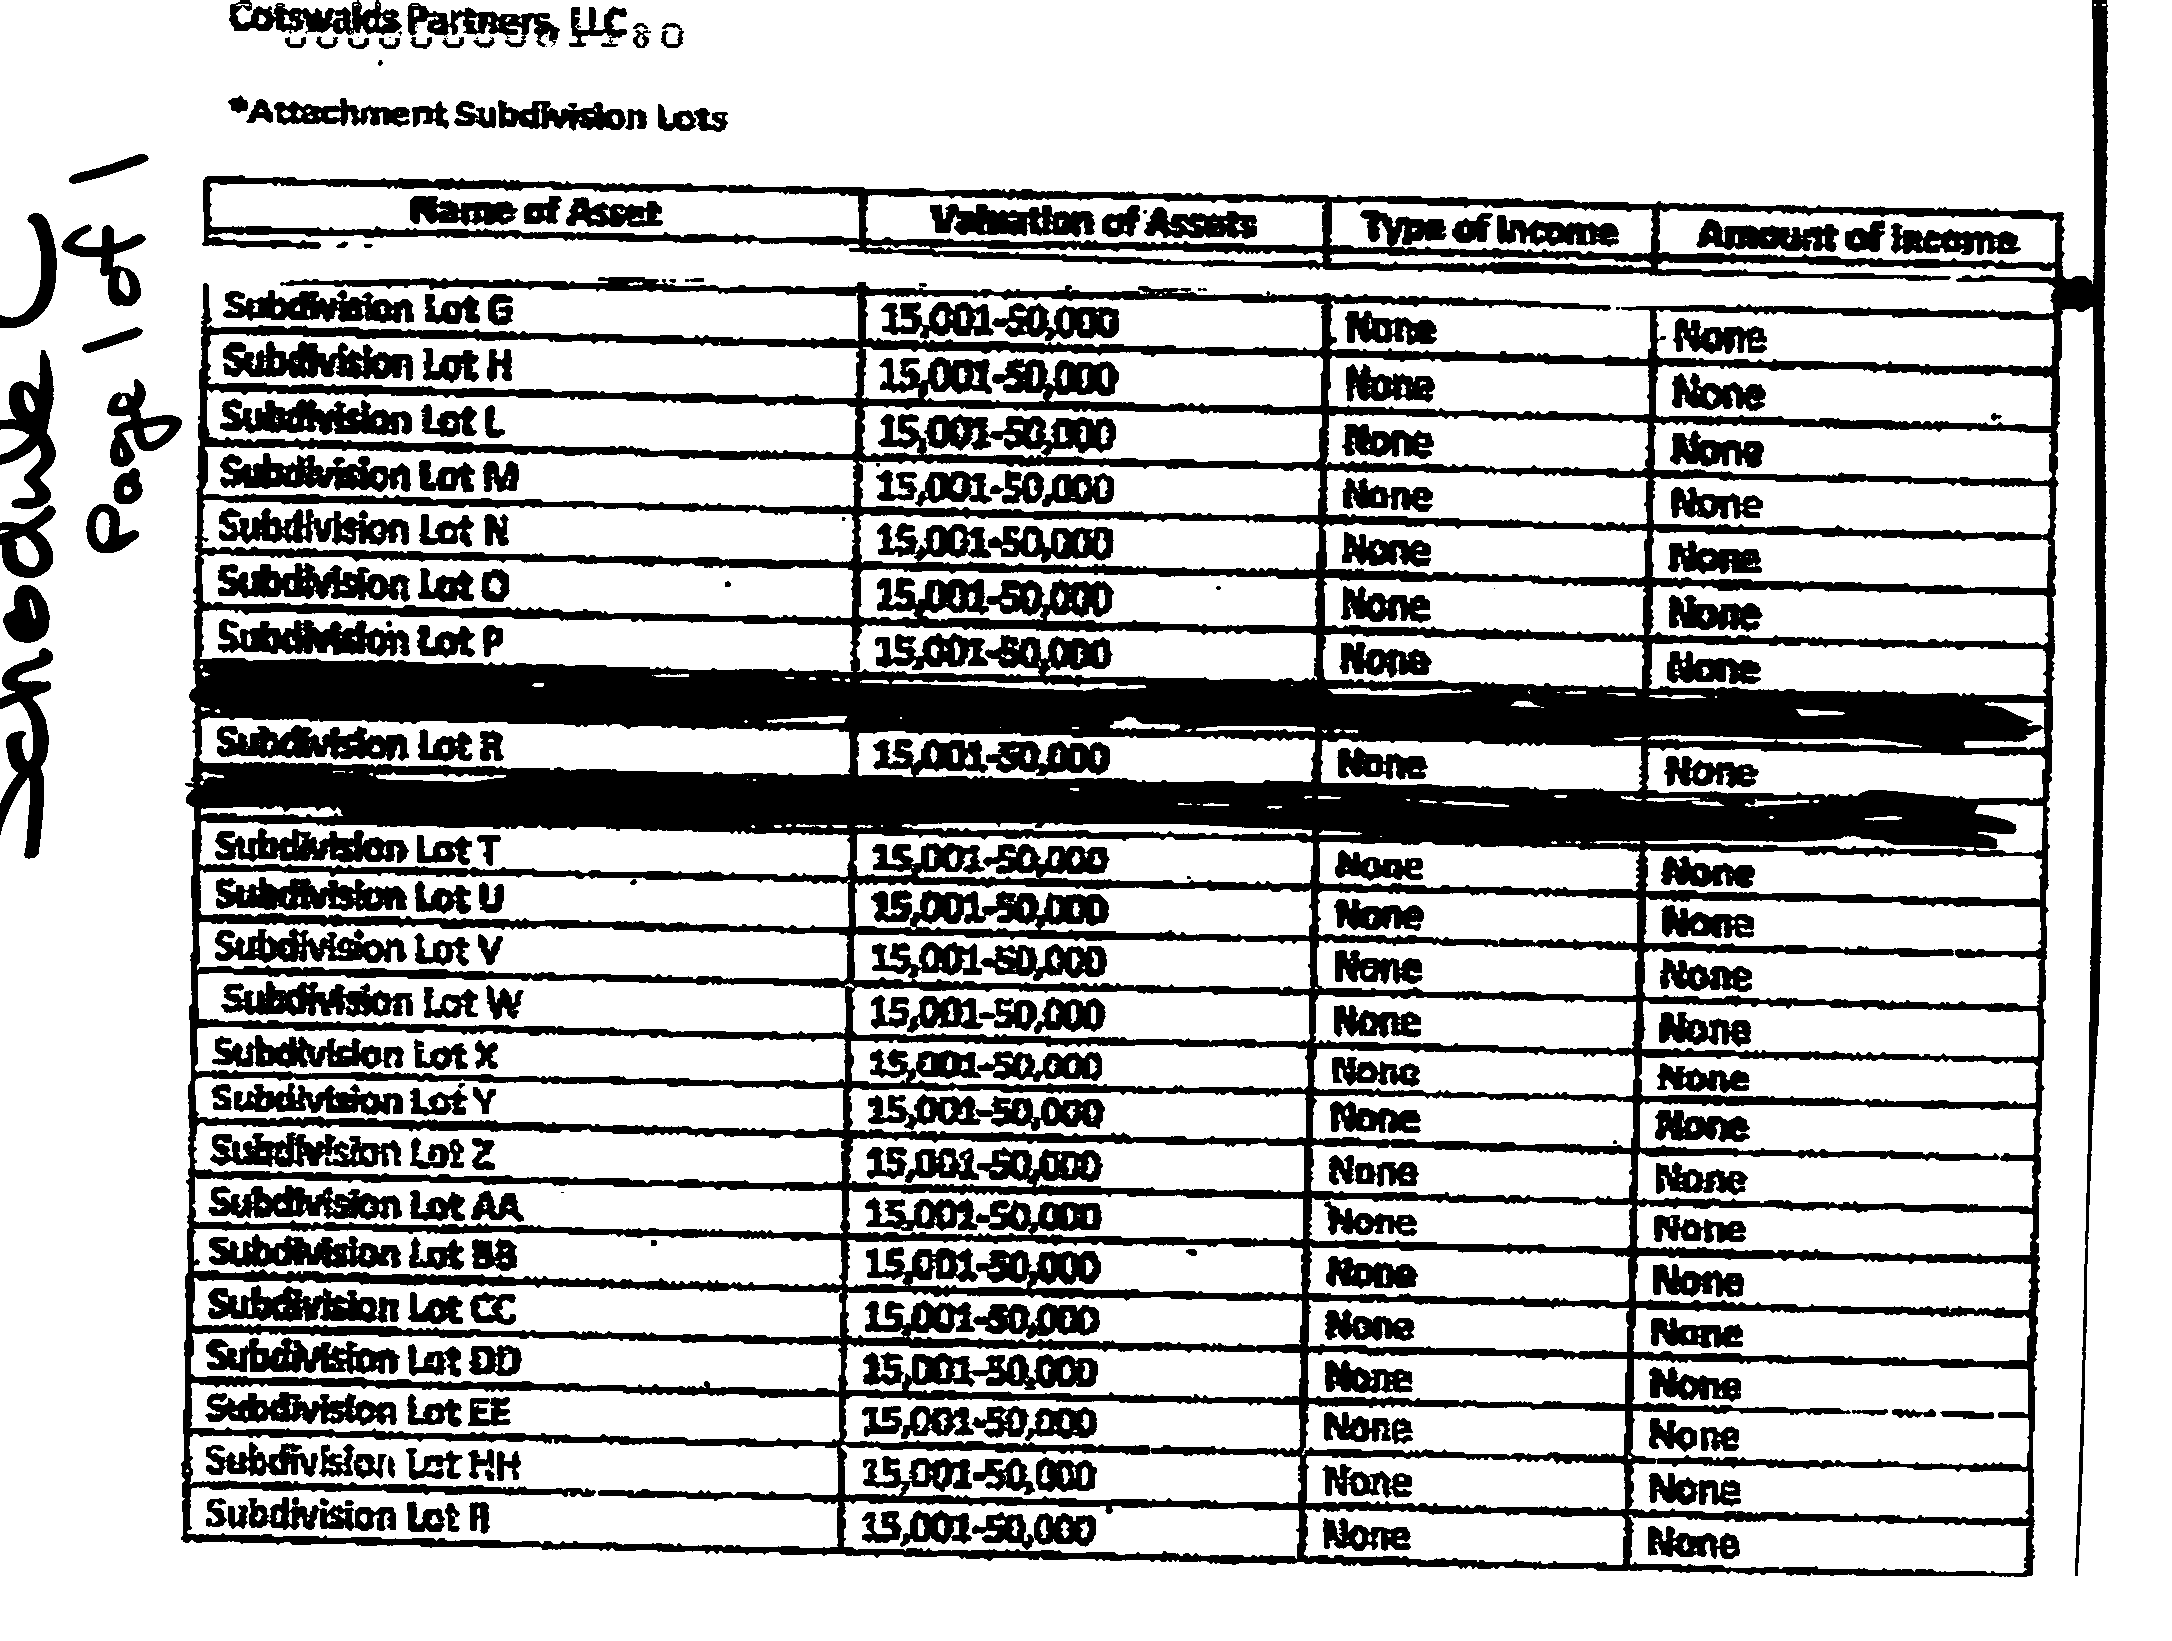 Cotswalds Partners, LLC
*Attachment Subdivision Lots
Schedule C
Page 1 of 1
Name of Asset Valuation of Assets Type of Income Amount of income
Subdivision Lot G 15,001-50,000 None None
Subdivision Lot H 15,001-50,000 None None
Subdivision Lot L 15,001-50,000 None None
Subdivision Lot M 15,001-50,000 None None
Subdivision Lot N 15,001-50,000 None None
Subdivision Lot O 15,001-50,000 None None
Subdivision Lot P 15,001-50,000 None None
Subdivision Lot R 15,001-50,000 None None
Subdivision Lot T 15,001-50,000 None None
Subdivision Lot U 15,001-50,000 None None
Subdivision Lot V 15,001-50,000 None None
Subdivision Lot W 15,001-50,000 None None
Subdivision Lot X 15,001-50,000 None None
Subdivision Lot Y 15,001-50,000 None None
Subdivision Lot Z 15,001-50,000 None None
Subdivision Lot AA 15,001-50,000 None None
Subdivision Lot BB 15,001-50,000 None None
Subdivision Lot CC 15,001-50,000 None None
Subdivision Lot DD 15,001-50,000 None None
Subdivision Lot EE 15,001-50,000 None None
Subdivision Lot HH 15,001-50,000 None None
Subdivision Lot II 15,001-50,000 None None